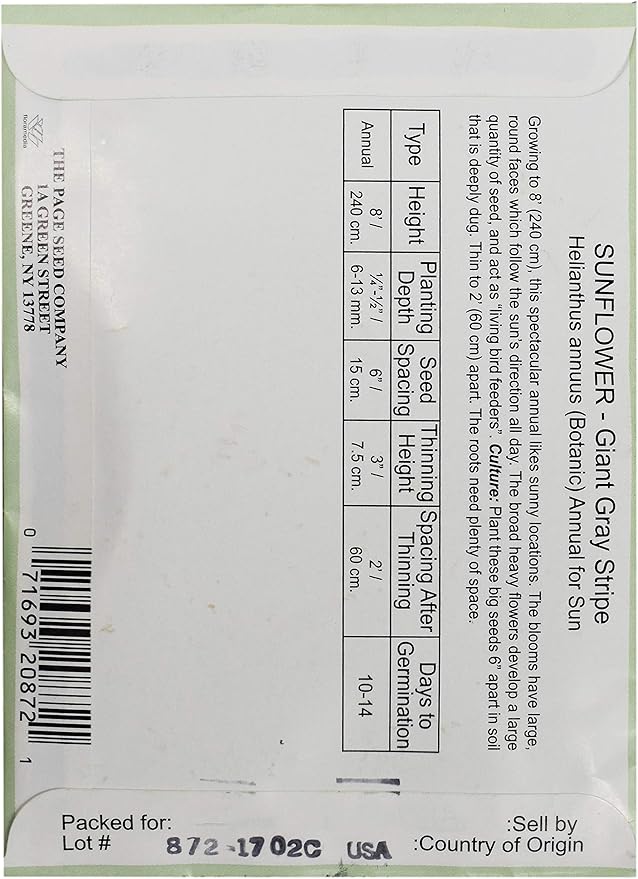 SUNFLOWER - Giant Gray Stripe
Helianthus annuus (Botanic) Annual for Sun
Growing to 8' (240 cm), this spectacular annual likes sunny locations. The blooms have large,
round faces which follow the sun's direction all day. The broad heavy flowers develop a large
quantity of seed, and act as "living bird feeders". Culture: Plant these big seeds 6" apart in soil
that is deeply dug. Thin to 2' (60 cm) apart. The roots need plenty of space.
Type Height Planting Depth Seed Spacing Thinning Height Spacing After Thinning Days to Germination
Annual 8' / 240 cm. ¼"-½" / 6-13 mm. 6" / 15 cm. 3" / 7.5 cm. 2' / 60 cm. 10-14
floramedia
THE PAGE SEED COMPANY
1A GREEN STREET
GREENE, NY 13778
0 71693 20872 1
Packed for:
Lot # 872-1702C USA
:Sell by
:Country of Origin